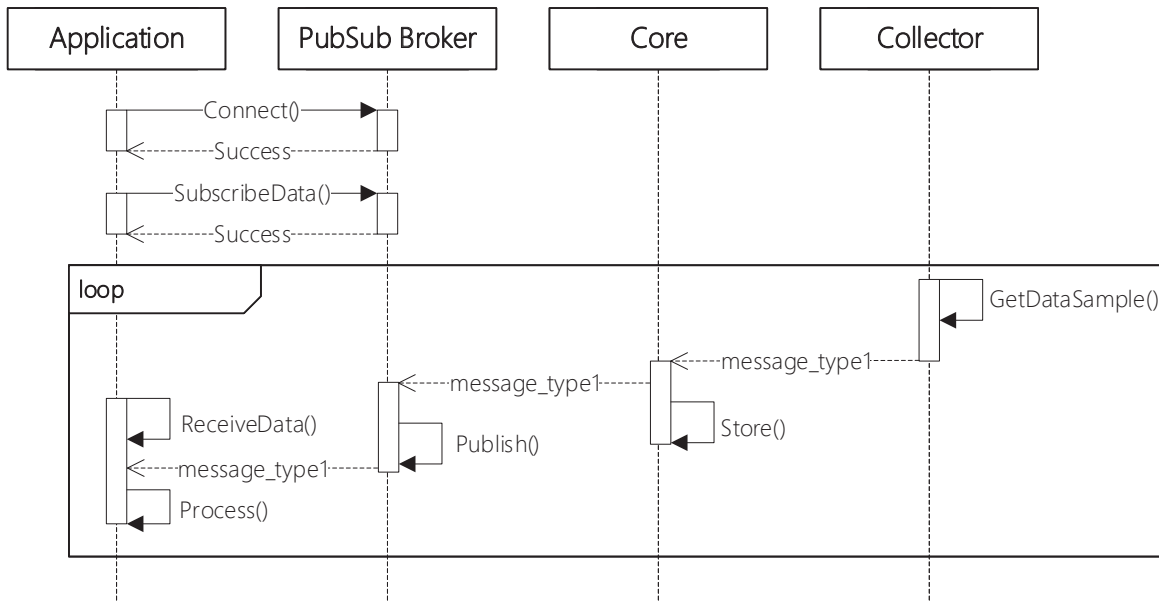 Application
PubSub Broker
Core
Collector
Connect()
Success
SubscribeData()
Success
loop
GetDataSample()
message_type1
message_type1
ReceiveData()
Store()
Publish()
message_type1
Process()